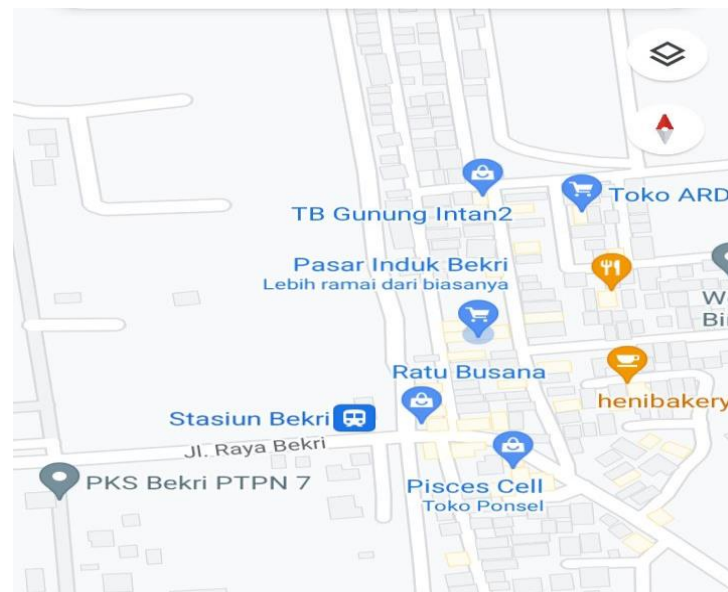 TB Gunung Intan2
Toko ARD
Pasar Induk Bekri
Lebih ramai dari biasanya
W
Bi
Ratu Busana
henibakery
Stasiun Bekri
Jl. Raya Bekri
PKS Bekri PTPN 7
Pisces Cell
Toko Ponsel